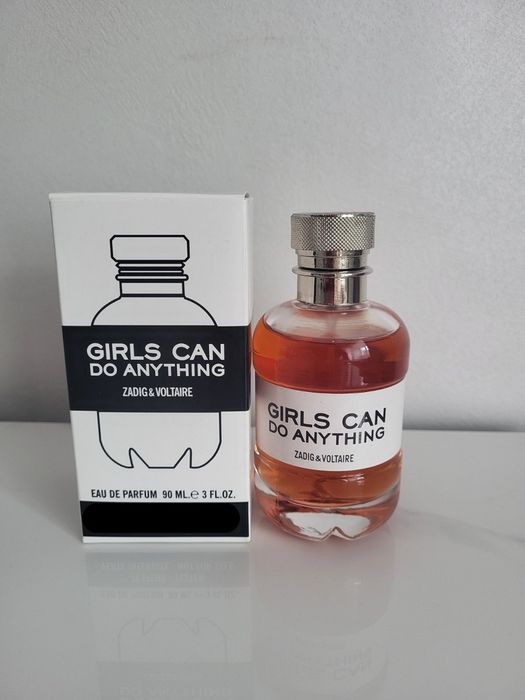 GIRLS CAN
DO ANYTHING
ZADIG & VOLTAIRE
EAU DE PARFUM 90 ML.℮ 3 FL.OZ.
GIRLS CAN
DO ANYTHING
ZADIG & VOLTAIRE